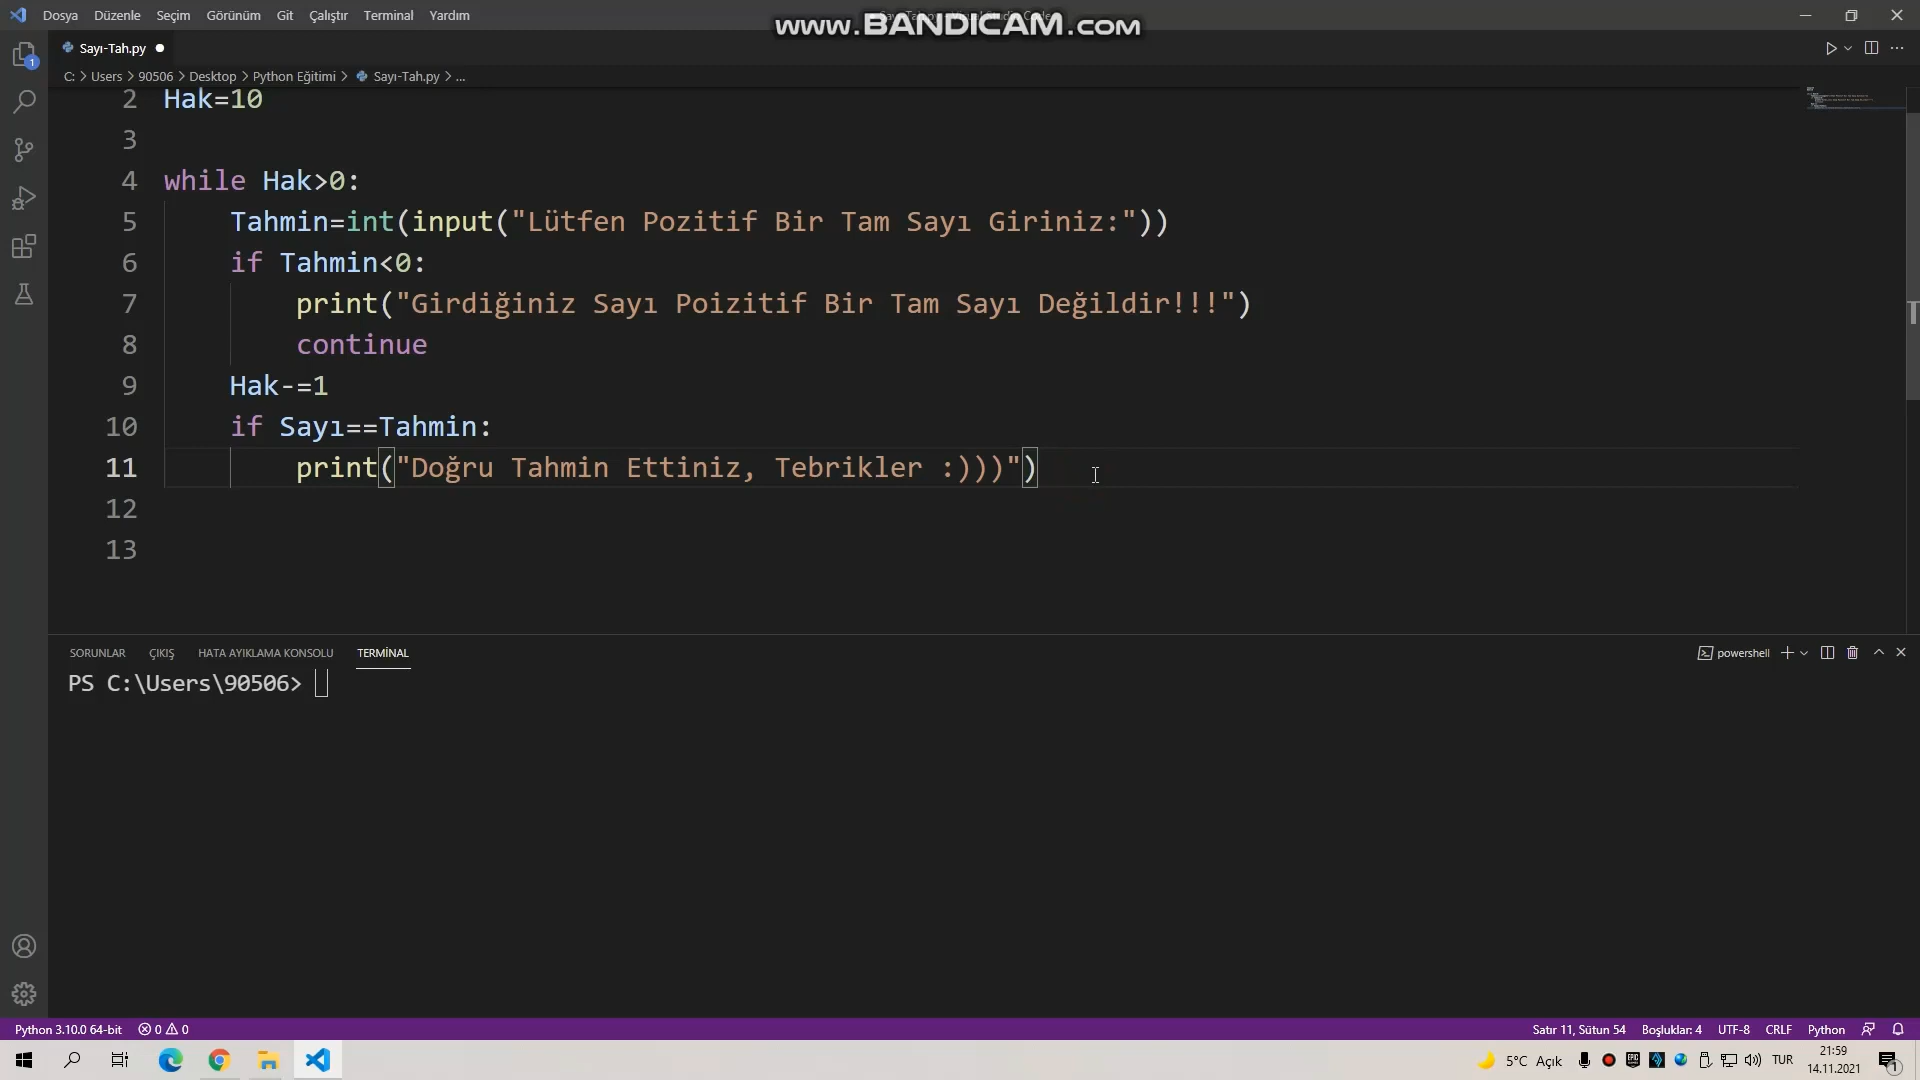 Dosya Düzenle Seçim Görünüm Git Çalıştır Terminal Yardım
www.BANDICAM.com
Sayı-Tah.py
C: > Users > 90506 > Desktop > Python Eğitimi > Sayı-Tah.py > ...
2 Hak=10
3
4 while Hak>0:
5 Tahmin=int(input("Lütfen Pozitif Bir Tam Sayı Giriniz:"))
6 if Tahmin<0:
7 print("Girdiğiniz Sayı Poizitif Bir Tam Sayı Değildir!!!")
8 continue
9 Hak-=1
10 if Sayı==Tahmin:
11 print("Doğru Tahmin Ettiniz, Tebrikler :)))")
12
13
SORUNLAR ÇIKIŞ HATA AYIKLAMA KONSOLU TERMİNAL
powershell
PS C:\Users\90506>
Python 3.10.0 64-bit 0 0
Satır 11, Sütun 54 Boşluklar: 4 UTF-8 CRLF Python
5°C Açık
TUR
21:59
14.11.2021